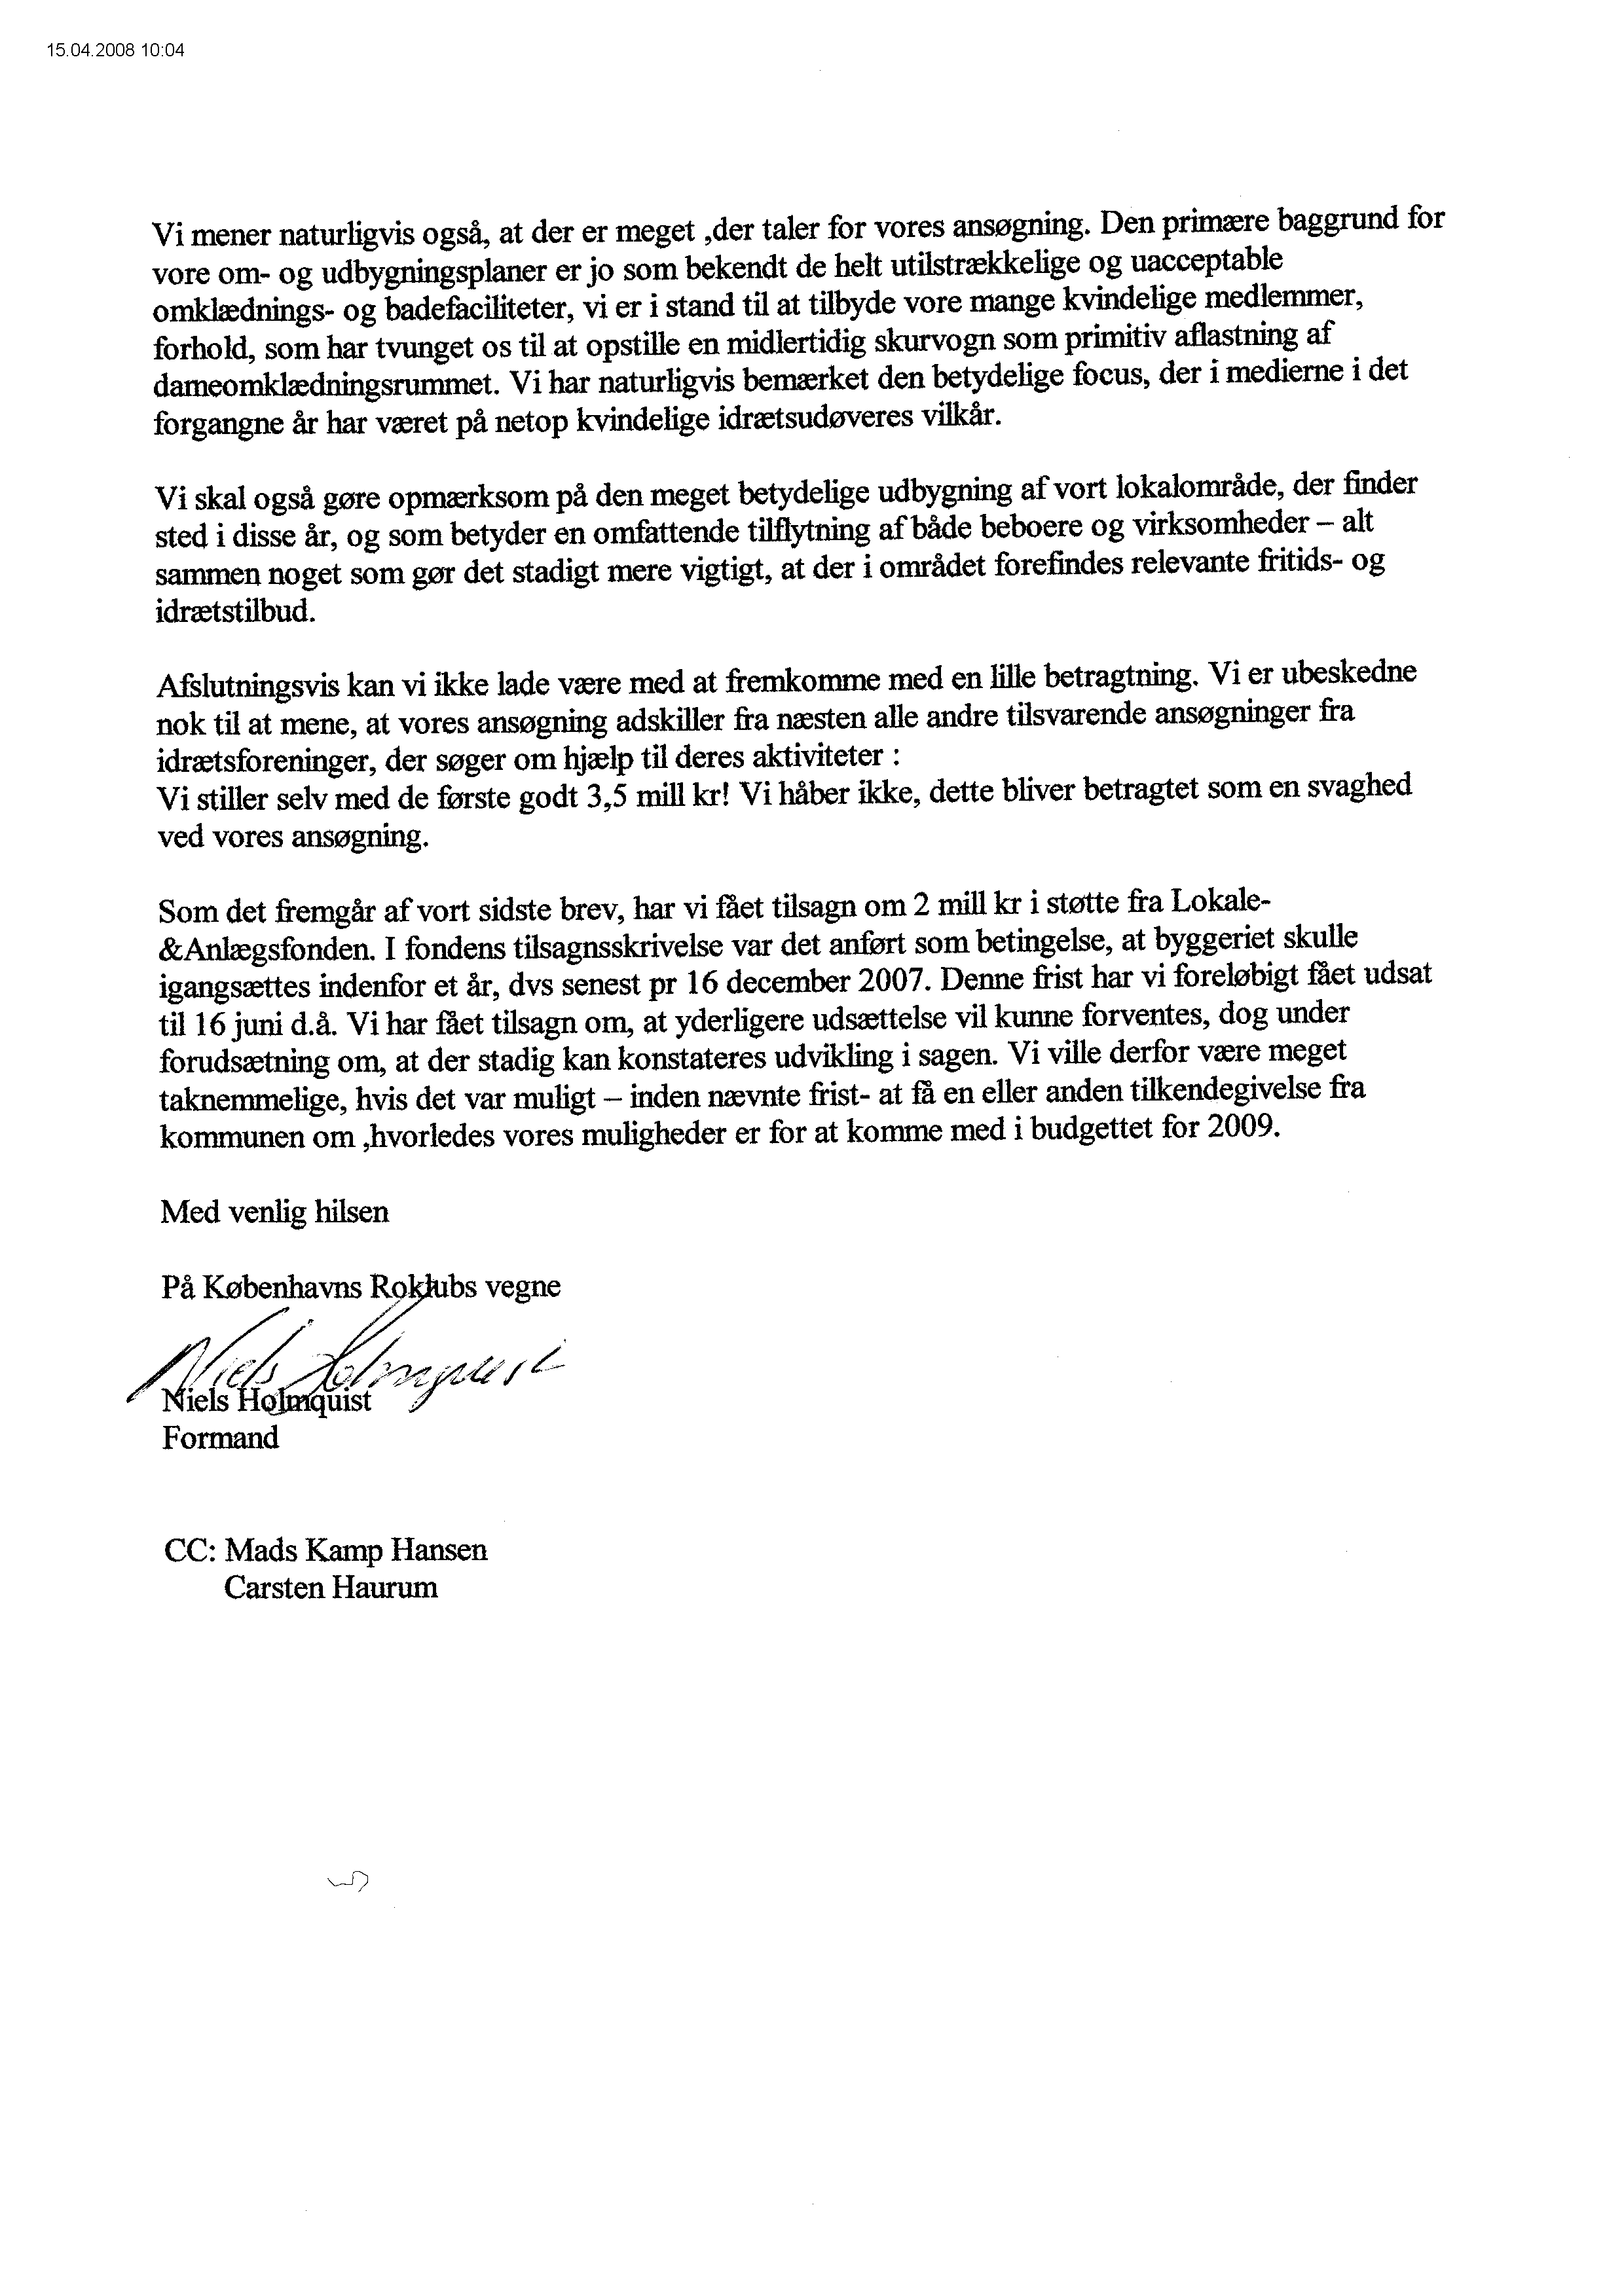 15.04.2008 10:04
Vi mener naturligvis også, at der er meget ,der taler for vores ansøgning. Den primære baggrund for
vore om- og udbygningsplaner er jo som bekendt de helt utilstrækkelige og uacceptable
omklædnings- og badefaciliteter, vi er i stand til at tilbyde vore mange kvindelige medlemmer,
forhold, som har tvunget os til at opstille en midlertidig skurvogn som primitiv aflastning af
dameomklædningsrummet. Vi har naturligvis bemærket den betydelige focus, der i medierne i det
forgangne år har været på netop kvindelige idrætsudøveres vilkår.
Vi skal også gøre opmærksom på den meget betydelige udbygning af vort lokalområde, der finder
sted i disse år, og som betyder en omfattende tilflytning af både beboere og virksomheder – alt
sammen noget som gør det stadigt mere vigtigt, at der i området forefindes relevante fritids- og
idrætstilbud.
Afslutningsvis kan vi ikke lade være med at fremkomme med en lille betragtning. Vi er ubeskedne
nok til at mene, at vores ansøgning adskiller fra næsten alle andre tilsvarende ansøgninger fra
idrætsforeninger, der søger om hjælp til deres aktiviteter :
Vi stiller selv med de første godt 3,5 mill kr! Vi håber ikke, dette bliver betragtet som en svaghed
ved vores ansøgning.
Som det fremgår af vort sidste brev, har vi fået tilsagn om 2 mill kr i støtte fra Lokale-
&Anlægsfonden. I fondens tilsagnsskrivelse var det anført som betingelse, at byggeriet skulle
igangsættes indenfor et år, dvs senest pr 16 december 2007. Denne frist har vi foreløbigt fået udsat
til 16 juni d.å. Vi har fået tilsagn om, at yderligere udsættelse vil kunne forventes, dog under
forudsætning om, at der stadig kan konstateres udvikling i sagen. Vi ville derfor være meget
taknemmelige, hvis det var muligt – inden nævnte frist- at få en eller anden tilkendegivelse fra
kommunen om ,hvorledes vores muligheder er for at komme med i budgettet for 2009.
Med venlig hilsen
På Københavns Roklubs vegne
Niels Holmquist
Niels Holmquist
Formand
CC: Mads Kamp Hansen
Carsten Haurum